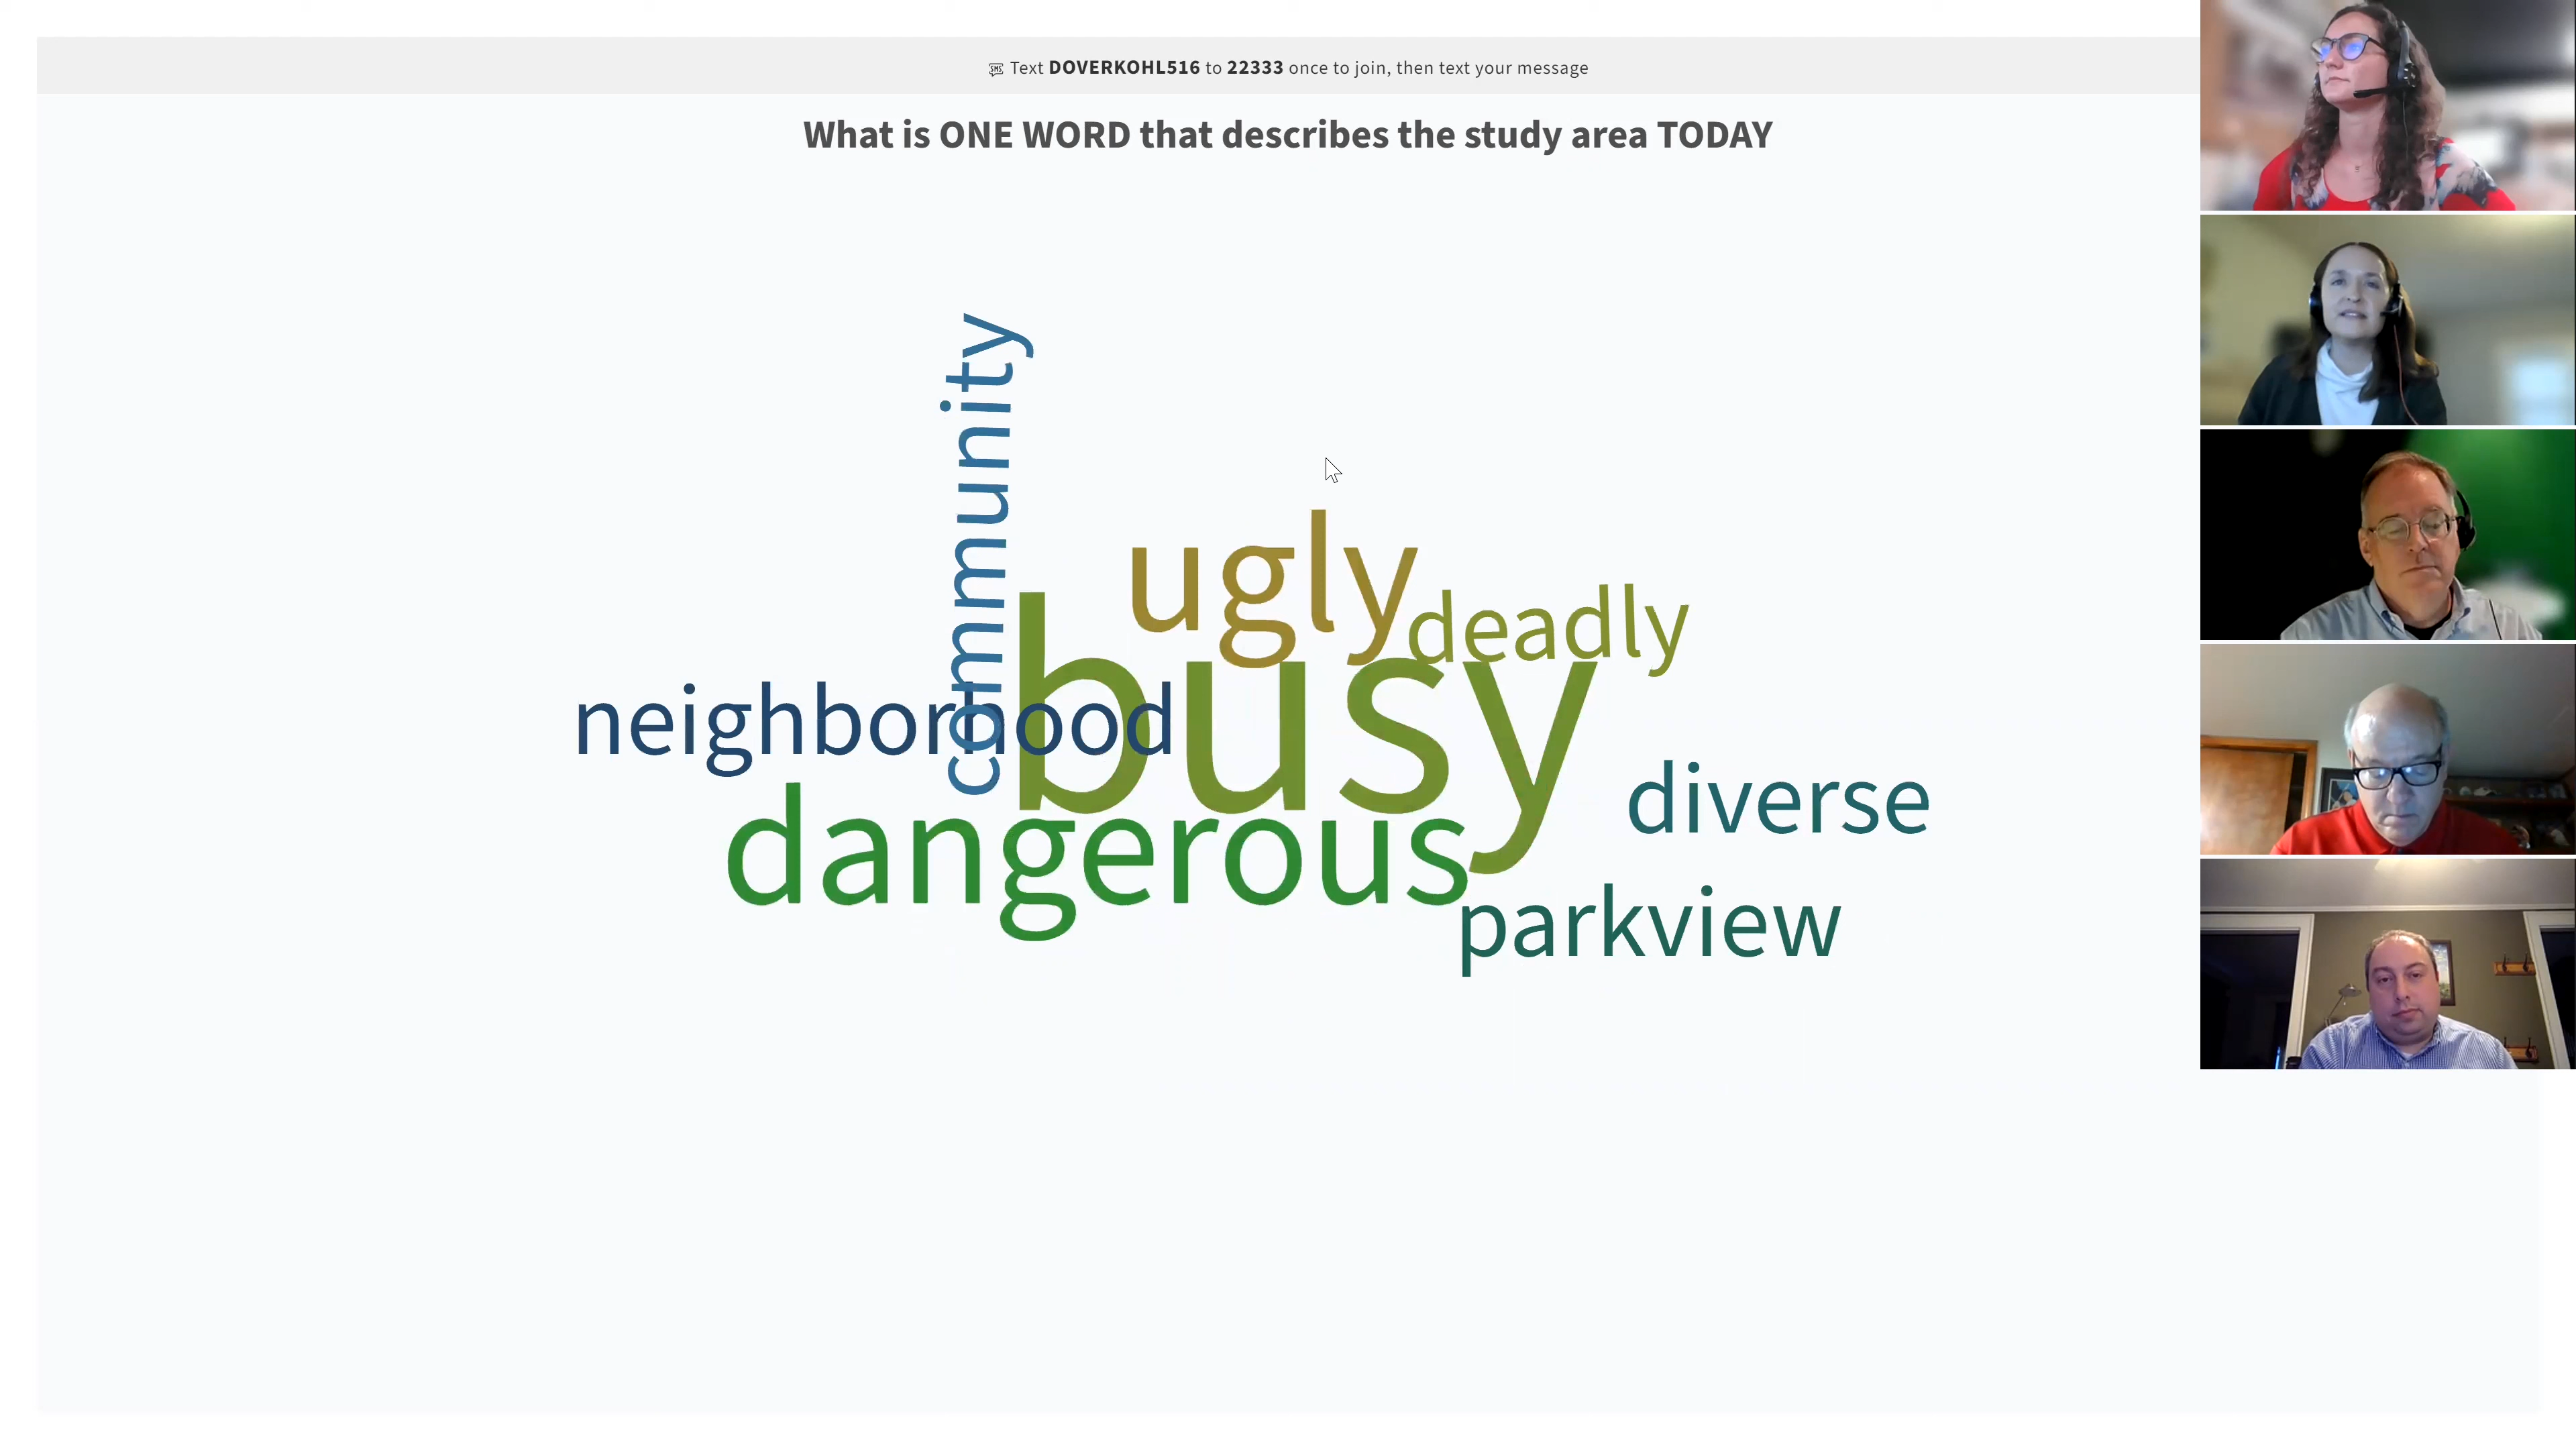 SMS Text DOVERKOHL516 to 22333 once to join, then text your message
What is ONE WORD that describes the study area TODAY
community
ugly
deadly
busy
neighborhood
diverse
dangerous
parkview